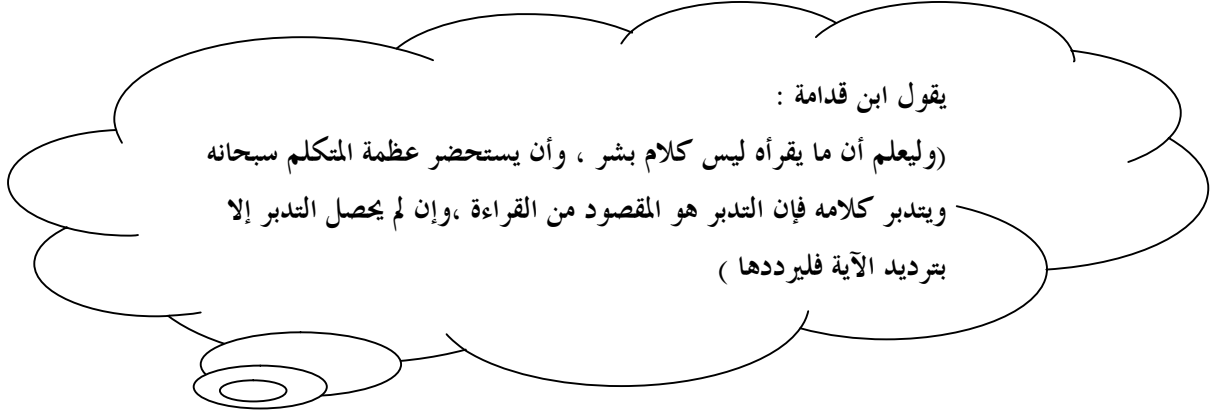 يقول ابن قدامة :
(وليعلم أن ما يقرأه ليس كلام بشر ، وأن يستحضر عظمة المتكلم سبحانه
ويتدبر كلامه فإن التدبر هو المقصود من القراءة ،وإن لم يحصل التدبر إلا
بترديد الآية فليرددها )